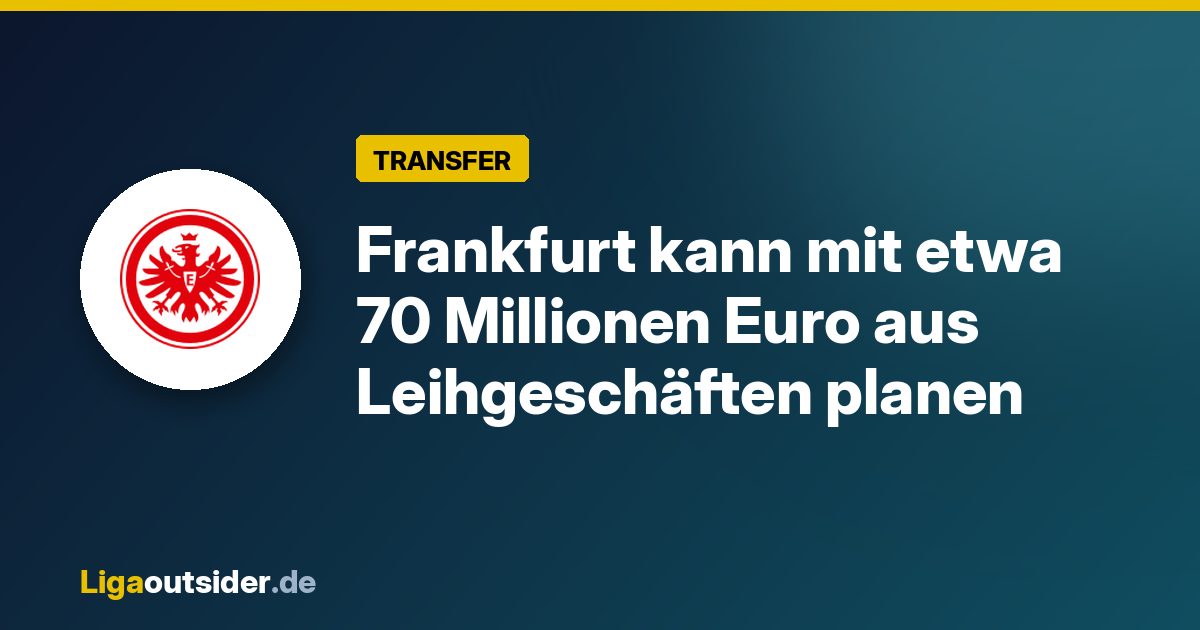 TRANSFER
Frankfurt kann mit etwa
70 Millionen Euro aus
Leihgeschäften planen
E
Ligaoutsider.de